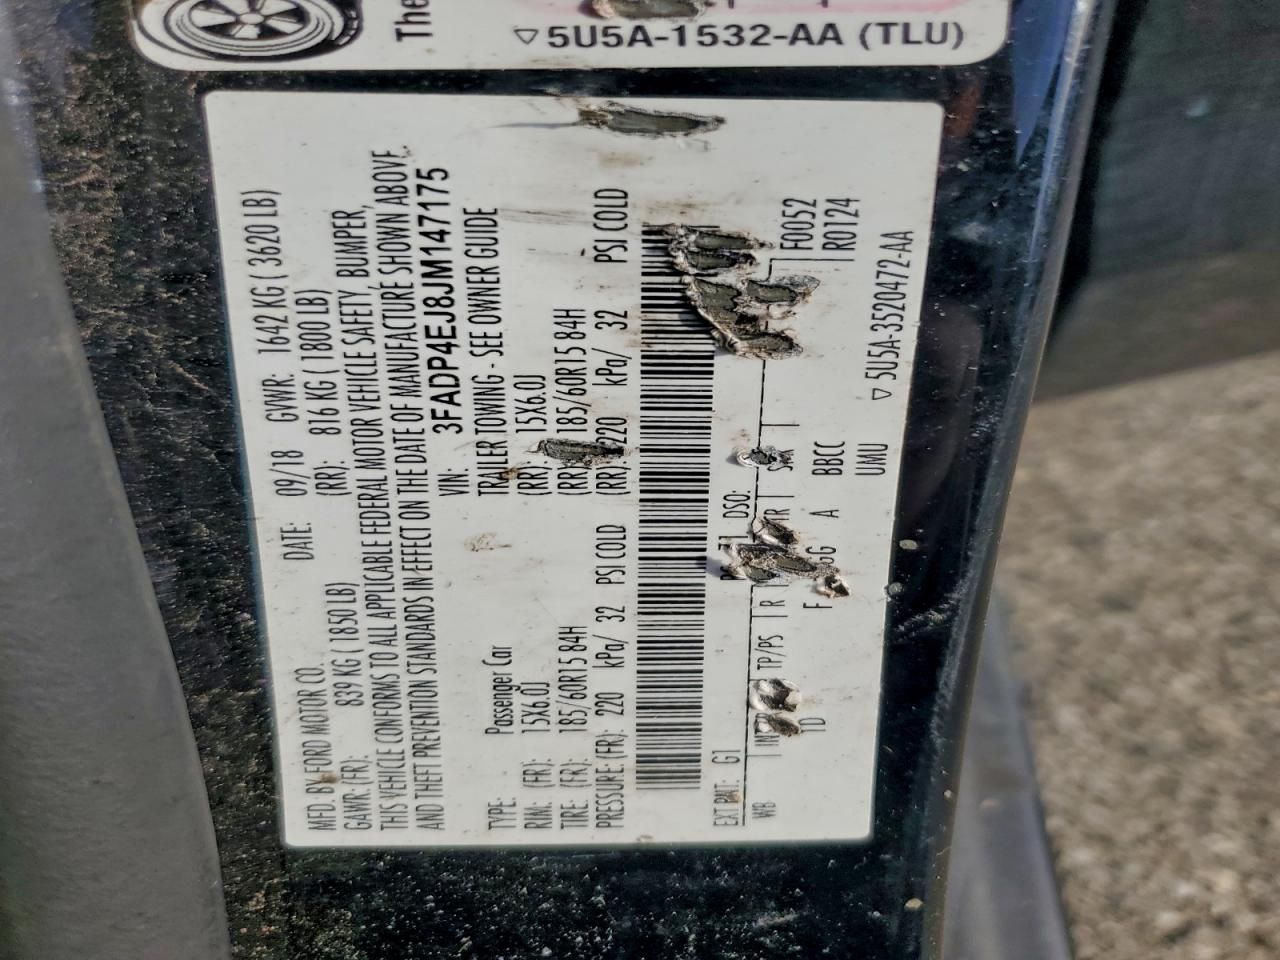 The
▽ 5U5A-1532-AA (TLU)
MFD. BY FORD MOTOR CO.
DATE: 09/18 GVWR: 1642 KG ( 3620 LB)
GAWR: (FR): 839 KG ( 1850 LB) (RR): 816 KG ( 1800 LB)
THIS VEHICLE CONFORMS TO ALL APPLICABLE FEDERAL MOTOR VEHICLE SAFETY, BUMPER,
AND THEFT PREVENTION STANDARDS IN EFFECT ON THE DATE OF MANUFACTURE SHOWN ABOVE.
VIN: 3FADP4EJ8JM147175
TYPE: Passenger Car TRAILER TOWING - SEE OWNER GUIDE
RIM: (FR): 15X6.0J (RR): 15X6.0J
TIRE: (FR): 185/60R15 84H (RR): 185/60R15 84H
PRESSURE: (FR): 220 kPa/ 32 PSI COLD (RR): 220 kPa/ 32 PSI COLD
EXT PNT: G1 DSO: F0052
WB TP/PS R R0124
1D F A BBCC
UMU
▽ 5U5A-3520472-AA